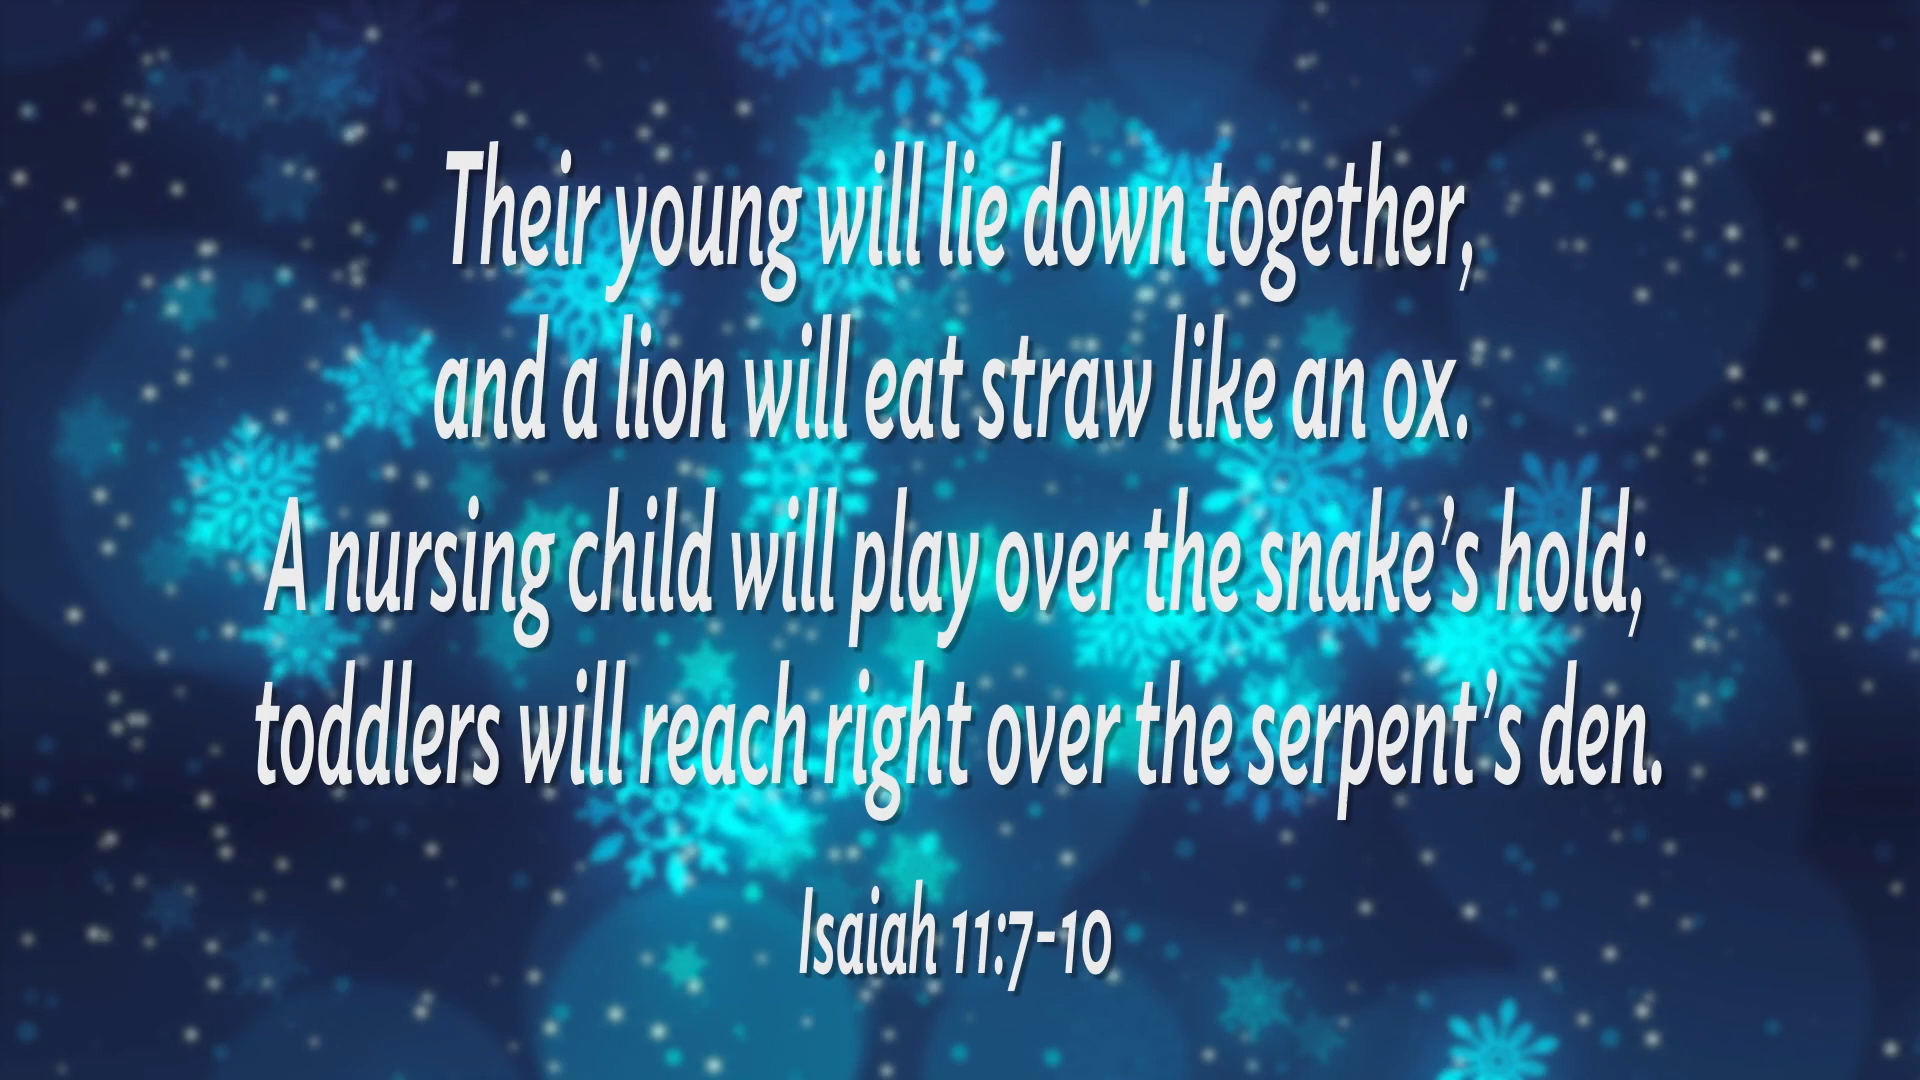 Their young will lie down together,
and a lion will eat straw like an ox.
A nursing child will play over the snake’s hold;
toddlers will reach right over the serpent’s den.
Isaiah 11:7-10